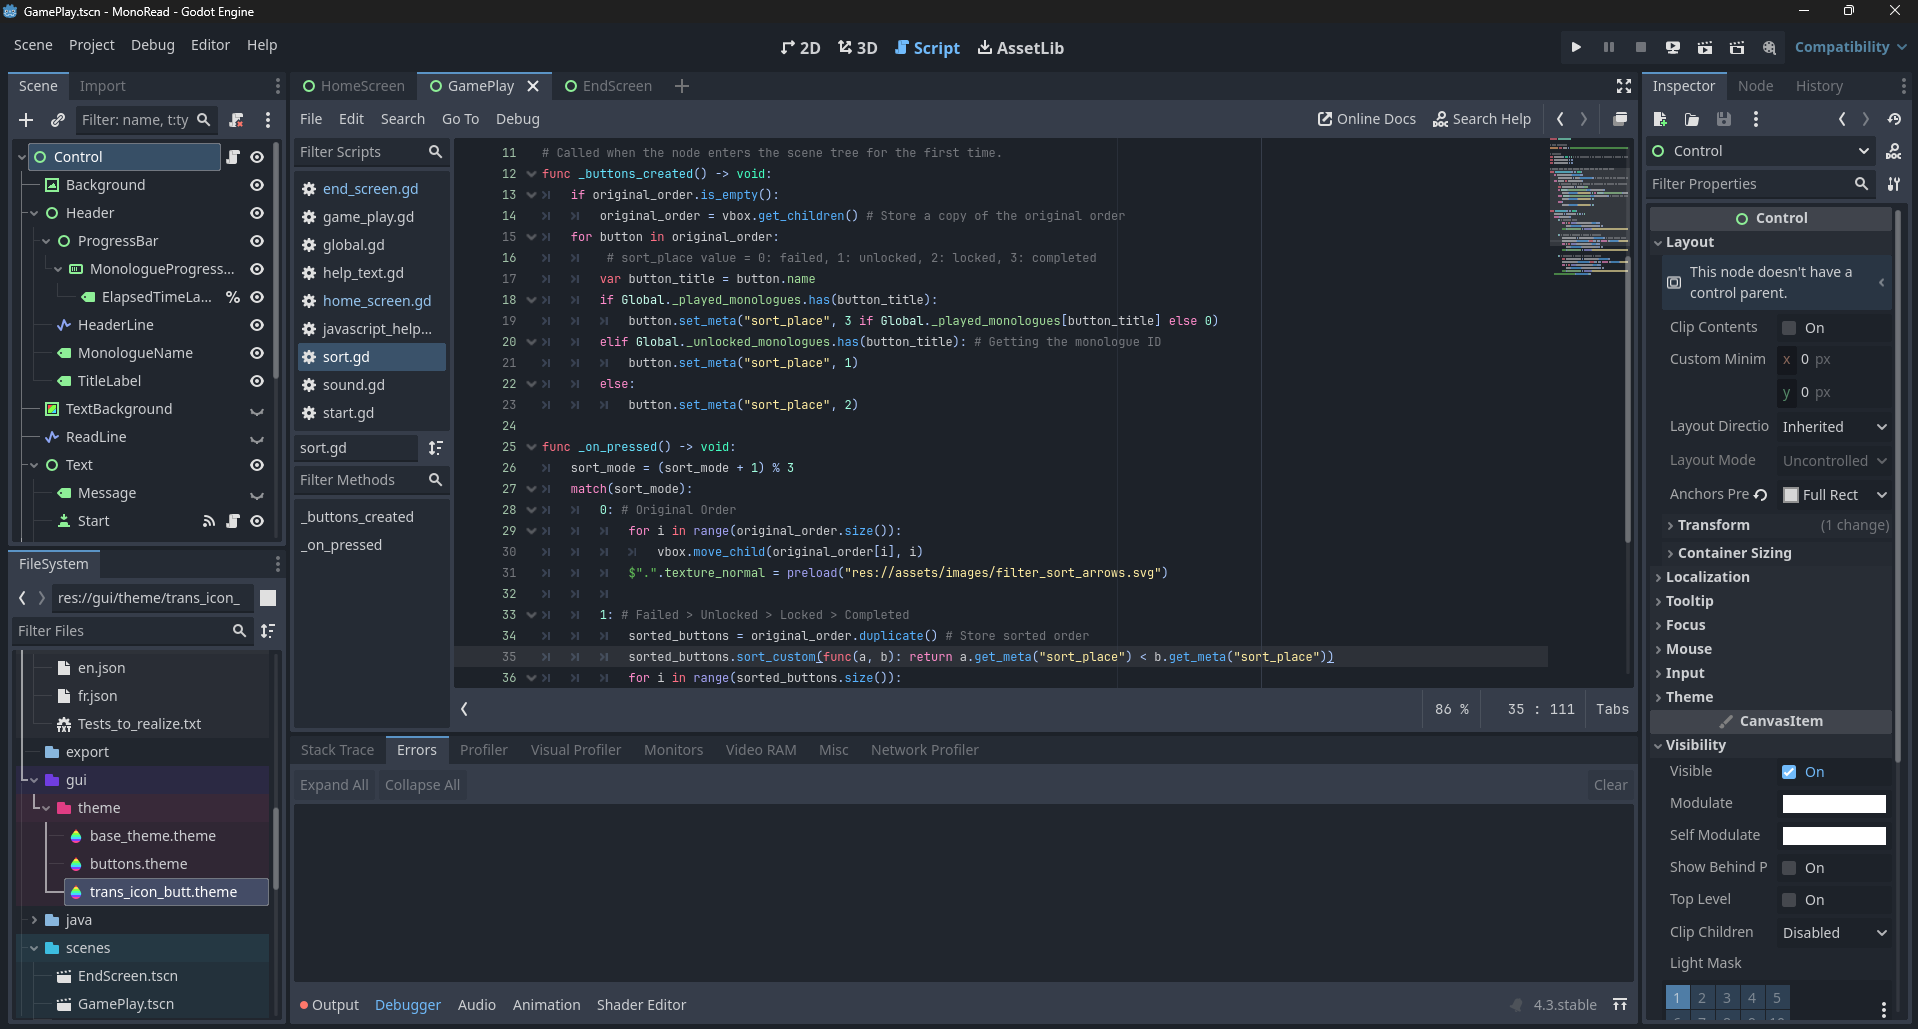 GamePlay.tscn - MonoRead - Godot Engine
Scene Project Debug Editor Help
2D 3D Script AssetLib
Compatibility
Scene Import
Filter: name, t:ty
Control
Background
Header
ProgressBar
MonologueProgress...
ElapsedTimeLa... %
HeaderLine
MonologueName
TitleLabel
TextBackground
ReadLine
Text
Message
Start
FileSystem
res://gui/theme/trans_icon_
Filter Files
en.json
fr.json
Tests_to_realize.txt
export
gui
theme
base_theme.theme
buttons.theme
trans_icon_butt.theme
java
scenes
EndScreen.tscn
GamePlay.tscn
HomeScreen GamePlay EndScreen
File Edit Search Go To Debug
Online Docs Search Help
Filter Scripts
end_screen.gd
game_play.gd
global.gd
help_text.gd
home_screen.gd
javascript_help...
sort.gd
sound.gd
start.gd
sort.gd
Filter Methods
_buttons_created
_on_pressed
11 # Called when the node enters the scene tree for the first time.
12 func _buttons_created() -> void:
13 if original_order.is_empty():
14 original_order = vbox.get_children() # Store a copy of the original order
15 for button in original_order:
16 # sort_place value = 0: failed, 1: unlocked, 2: locked, 3: completed
17 var button_title = button.name
18 if Global._played_monologues.has(button_title):
19 button.set_meta("sort_place", 3 if Global._played_monologues[button_title] else 0)
20 elif Global._unlocked_monologues.has(button_title): # Getting the monologue ID
21 button.set_meta("sort_place", 1)
22 else:
23 button.set_meta("sort_place", 2)
24
25 func _on_pressed() -> void:
26 sort_mode = (sort_mode + 1) % 3
27 match(sort_mode):
28 0: # Original Order
29 for i in range(original_order.size()):
30 vbox.move_child(original_order[i], i)
31 $".".texture_normal = preload("res://assets/images/filter_sort_arrows.svg")
32
33 1: # Failed > Unlocked > Locked > Completed
34 sorted_buttons = original_order.duplicate() # Store sorted order
35 sorted_buttons.sort_custom(func(a, b): return a.get_meta("sort_place") < b.get_meta("sort_place"))
36 for i in range(sorted_buttons.size()):
86 % 35 : 111 Tabs
Stack Trace Errors Profiler Visual Profiler Monitors Video RAM Misc Network Profiler
Expand All Collapse All Clear
Output Debugger Audio Animation Shader Editor
4.3.stable
Inspector Node History
Control
Filter Properties
Control
Layout
This node doesn't have a
control parent.
Clip Contents On
Custom Minim x 0 px
y 0 px
Layout Directio Inherited
Layout Mode Uncontrolled
Anchors Pre Full Rect
Transform (1 change)
Container Sizing
Localization
Tooltip
Focus
Mouse
Input
Theme
CanvasItem
Visibility
Visible On
Modulate
Self Modulate
Show Behind P On
Top Level On
Clip Children Disabled
Light Mask
1 2 3 4 5